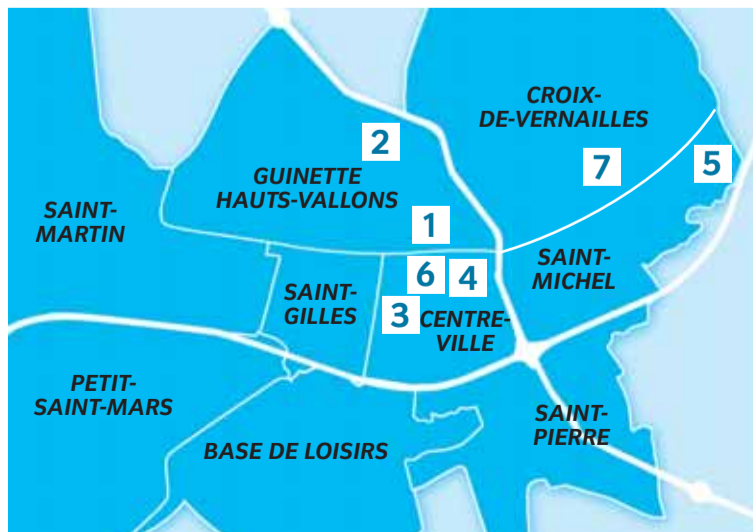 CROIX-
DE-VERNAILLES
2
7
5
GUINETTE
HAUTS-VALLONS
SAINT-
MARTIN
1
6
4
SAINT-
MICHEL
SAINT-
GILLES
3
CENTRE-
VILLE
PETIT-
SAINT-MARS
SAINT-
PIERRE
BASE DE LOISIRS